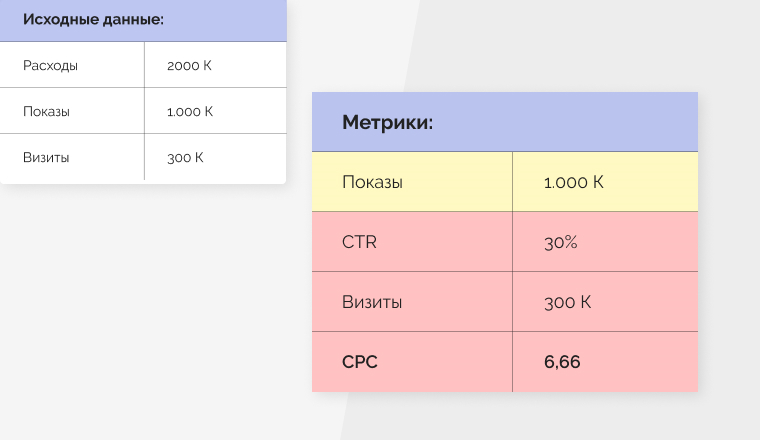 Исходные данные:
Расходы 2000 К
Показы 1.000 К
Визиты 300 К
Метрики:
Показы 1.000 К
CTR 30%
Визиты 300 К
CPC 6,66